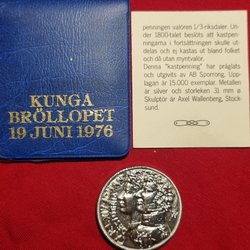 KUNGA
BRÖLLOPET
19 JUNI 1976
penningen valören 1/3-riksdaler. Un-
der 1800-talet beslöts att kastpen-
ningarna i fortsättningen skulle ut-
delas och ej kastas ut bland folket
och då utan myntvalör.
Denna "kastpenning" har präglats
och utgivits av AB Sporrong. Upp-
lagan är 15.000 exemplar. Metallen
är silver och storleken 31 mm ø
Skulptör är Axel Wallenberg, Stock-
sund.